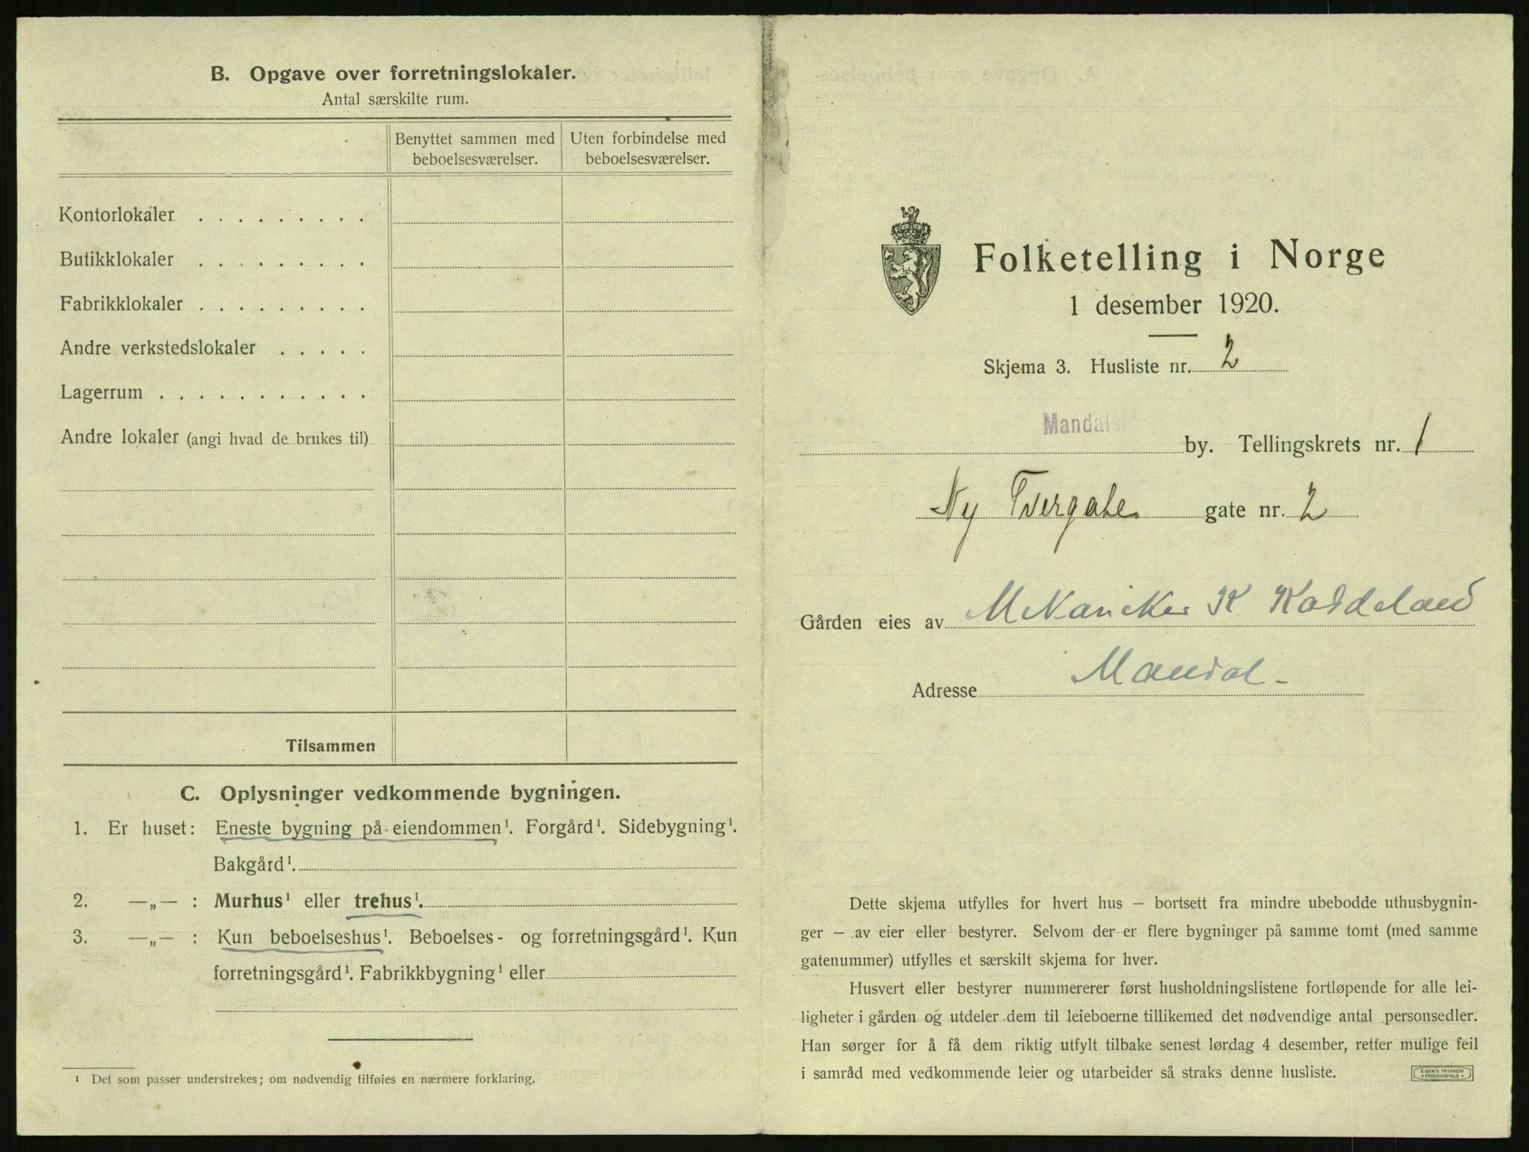 B. Opgave over forretningslokaler.
Antal særskilte rum.
Benyttet sammen med beboelsesværelser.
Uten forbindelse med beboelsesværelser.
Kontorlokaler . . . . . . . . .
Butikklokaler . . . . . . . . .
Fabrikklokaler . . . . . . . . .
Andre verkstedslokaler . . . . .
Lagerrum . . . . . . . . . . .
Andre lokaler (angi hvad de brukes til)
Tilsammen
C. Oplysninger vedkommende bygningen.
1. Er huset: Eneste bygning på eiendommen¹. Forgård¹. Sidebygning¹.
Bakgård¹.
2. —„— : Murhus¹ eller trehus¹.
3. —„— : Kun beboelseshus¹. Beboelses- og forretningsgård¹. Kun
forretningsgård¹. Fabrikkbygning¹ eller
¹ Det som passer understrekes; om nødvendig tilføies en nærmere forklaring.
Folketelling i Norge
1 desember 1920.
Skjema 3. Husliste nr. 2
Mandals
by. Tellingskrets nr. 1
Ny Tvergate gate nr. 2
Gården eies av Mekaniker K Kaddeland
Adresse Mandal-
Dette skjema utfylles for hvert hus — bortsett fra mindre ubebodde uthusbygnin-
ger — av eier eller bestyrer. Selvom der er flere bygninger på samme tomt (med samme
gatenummer) utfylles et særskilt skjema for hver.
Husvert eller bestyrer nummererer først husholdningslistene fortløpende for alle lei-
ligheter i gården og utdeler dem til leieboerne tillikemed det nødvendige antal personsedler.
Han sørger for å få dem riktig utfylt tilbake senest lørdag 4 desember, retter mulige feil
i samråd med vedkommende leier og utarbeider så straks denne husliste.